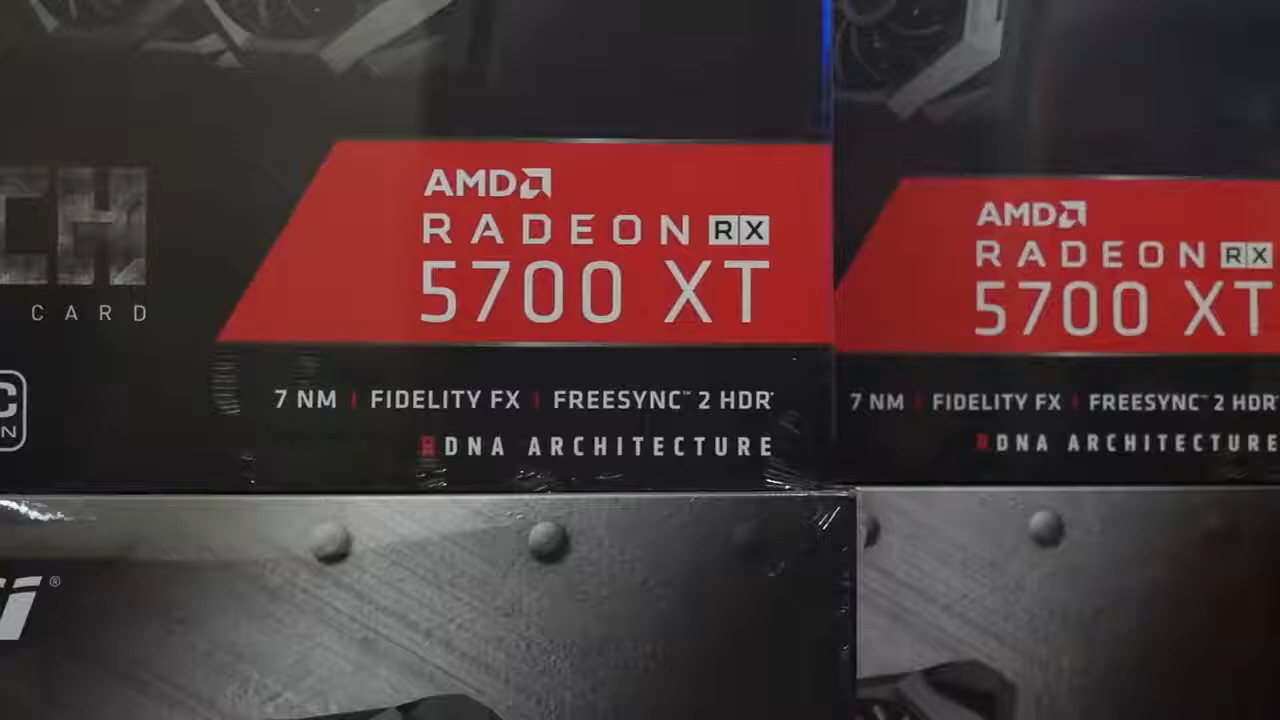 AMD
RADEON RX
5700 XT
CARD
7 NM | FIDELITY FX | FREESYNC™ 2 HDR
RDNA ARCHITECTURE
AMD
RADEON RX
5700 XT
7 NM | FIDELITY FX | FREESYNC™ 2 HDR
RDNA ARCHITECTURE